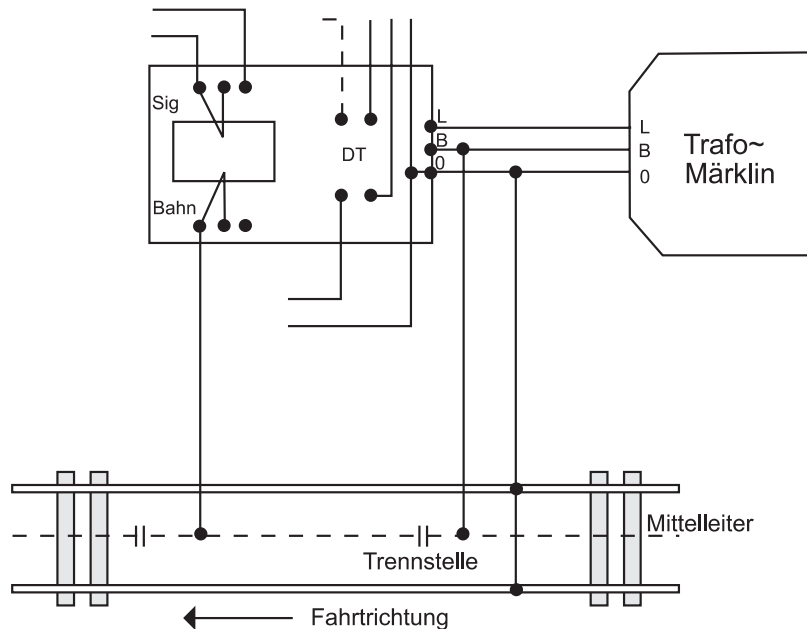 Sig
Bahn
DT
L
B
0
L
B
0
Trafo~
Märklin
Mittelleiter
Trennstelle
Fahrtrichtung